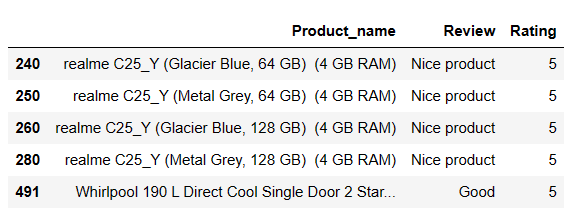 Product_name Review Rating
240 realme C25_Y (Glacier Blue, 64 GB) (4 GB RAM) Nice product 5
250 realme C25_Y (Metal Grey, 64 GB) (4 GB RAM) Nice product 5
260 realme C25_Y (Glacier Blue, 128 GB) (4 GB RAM) Nice product 5
280 realme C25_Y (Metal Grey, 128 GB) (4 GB RAM) Nice product 5
491 Whirlpool 190 L Direct Cool Single Door 2 Star... Good 5